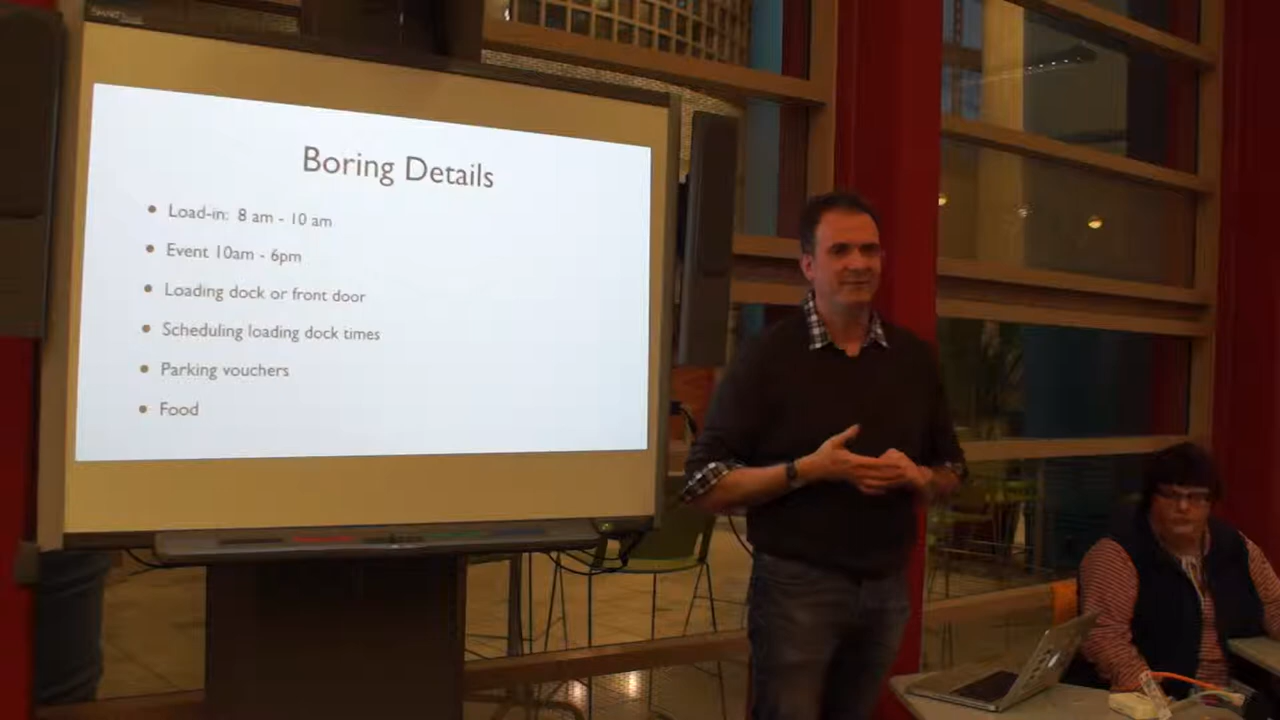 Boring Details
• Load-in: 8 am - 10 am
• Event 10am - 6pm
• Loading dock or front door
• Scheduling loading dock times
• Parking vouchers
• Food